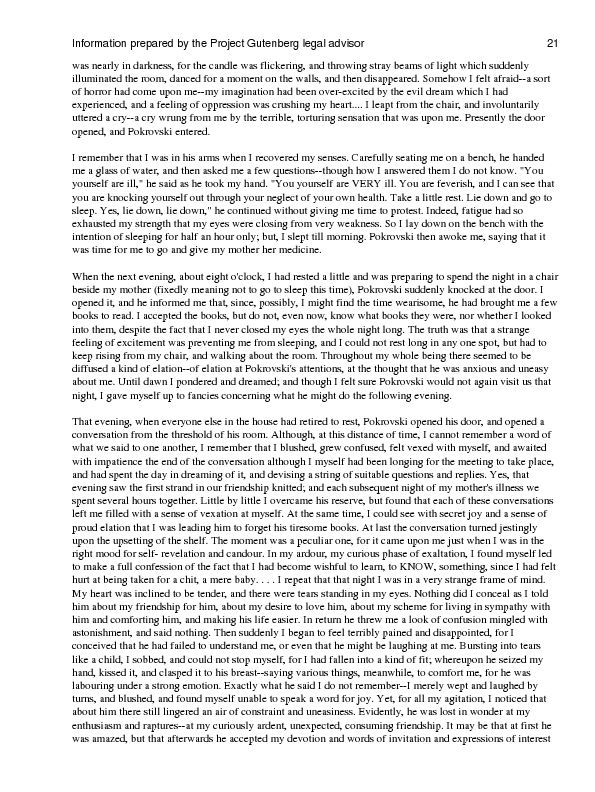 Information prepared by the Project Gutenberg legal advisor 21
was nearly in darkness, for the candle was flickering, and throwing stray beams of light which suddenly
illuminated the room, danced for a moment on the walls, and then disappeared. Somehow I felt afraid--a sort
of horror had come upon me--my imagination had been over-excited by the evil dream which I had
experienced, and a feeling of oppression was crushing my heart.... I leapt from the chair, and involuntarily
uttered a cry--a cry wrung from me by the terrible, torturing sensation that was upon me. Presently the door
opened, and Pokrovski entered.
I remember that I was in his arms when I recovered my senses. Carefully seating me on a bench, he handed
me a glass of water, and then asked me a few questions--though how I answered them I do not know. "You
yourself are ill," he said as he took my hand. "You yourself are VERY ill. You are feverish, and I can see that
you are knocking yourself out through your neglect of your own health. Take a little rest. Lie down and go to
sleep. Yes, lie down, lie down," he continued without giving me time to protest. Indeed, fatigue had so
exhausted my strength that my eyes were closing from very weakness. So I lay down on the bench with the
intention of sleeping for half an hour only; but, I slept till morning. Pokrovski then awoke me, saying that it
was time for me to go and give my mother her medicine.
When the next evening, about eight o'clock, I had rested a little and was preparing to spend the night in a chair
beside my mother (fixedly meaning not to go to sleep this time), Pokrovski suddenly knocked at the door. I
opened it, and he informed me that, since, possibly, I might find the time wearisome, he had brought me a few
books to read. I accepted the books, but do not, even now, know what books they were, nor whether I looked
into them, despite the fact that I never closed my eyes the whole night long. The truth was that a strange
feeling of excitement was preventing me from sleeping, and I could not rest long in any one spot, but had to
keep rising from my chair, and walking about the room. Throughout my whole being there seemed to be
diffused a kind of elation--of elation at Pokrovski's attentions, at the thought that he was anxious and uneasy
about me. Until dawn I pondered and dreamed; and though I felt sure Pokrovski would not again visit us that
night, I gave myself up to fancies concerning what he might do the following evening.
That evening, when everyone else in the house had retired to rest, Pokrovski opened his door, and opened a
conversation from the threshold of his room. Although, at this distance of time, I cannot remember a word of
what we said to one another, I remember that I blushed, grew confused, felt vexed with myself, and awaited
with impatience the end of the conversation although I myself had been longing for the meeting to take place,
and had spent the day in dreaming of it, and devising a string of suitable questions and replies. Yes, that
evening saw the first strand in our friendship knitted; and each subsequent night of my mother's illness we
spent several hours together. Little by little I overcame his reserve, but found that each of these conversations
left me filled with a sense of vexation at myself. At the same time, I could see with secret joy and a sense of
proud elation that I was leading him to forget his tiresome books. At last the conversation turned jestingly
upon the upsetting of the shelf. The moment was a peculiar one, for it came upon me just when I was in the
right mood for self- revelation and candour. In my ardour, my curious phase of exaltation, I found myself led
to make a full confession of the fact that I had become wishful to learn, to KNOW, something, since I had felt
hurt at being taken for a chit, a mere baby. . . . I repeat that that night I was in a very strange frame of mind.
My heart was inclined to be tender, and there were tears standing in my eyes. Nothing did I conceal as I told
him about my friendship for him, about my desire to love him, about my scheme for living in sympathy with
him and comforting him, and making his life easier. In return he threw me a look of confusion mingled with
astonishment, and said nothing. Then suddenly I began to feel terribly pained and disappointed, for I
conceived that he had failed to understand me, or even that he might be laughing at me. Bursting into tears
like a child, I sobbed, and could not stop myself, for I had fallen into a kind of fit; whereupon he seized my
hand, kissed it, and clasped it to his breast--saying various things, meanwhile, to comfort me, for he was
labouring under a strong emotion. Exactly what he said I do not remember--I merely wept and laughed by
turns, and blushed, and found myself unable to speak a word for joy. Yet, for all my agitation, I noticed that
about him there still lingered an air of constraint and uneasiness. Evidently, he was lost in wonder at my
enthusiasm and raptures--at my curiously ardent, unexpected, consuming friendship. It may be that at first he
was amazed, but that afterwards he accepted my devotion and words of invitation and expressions of interest